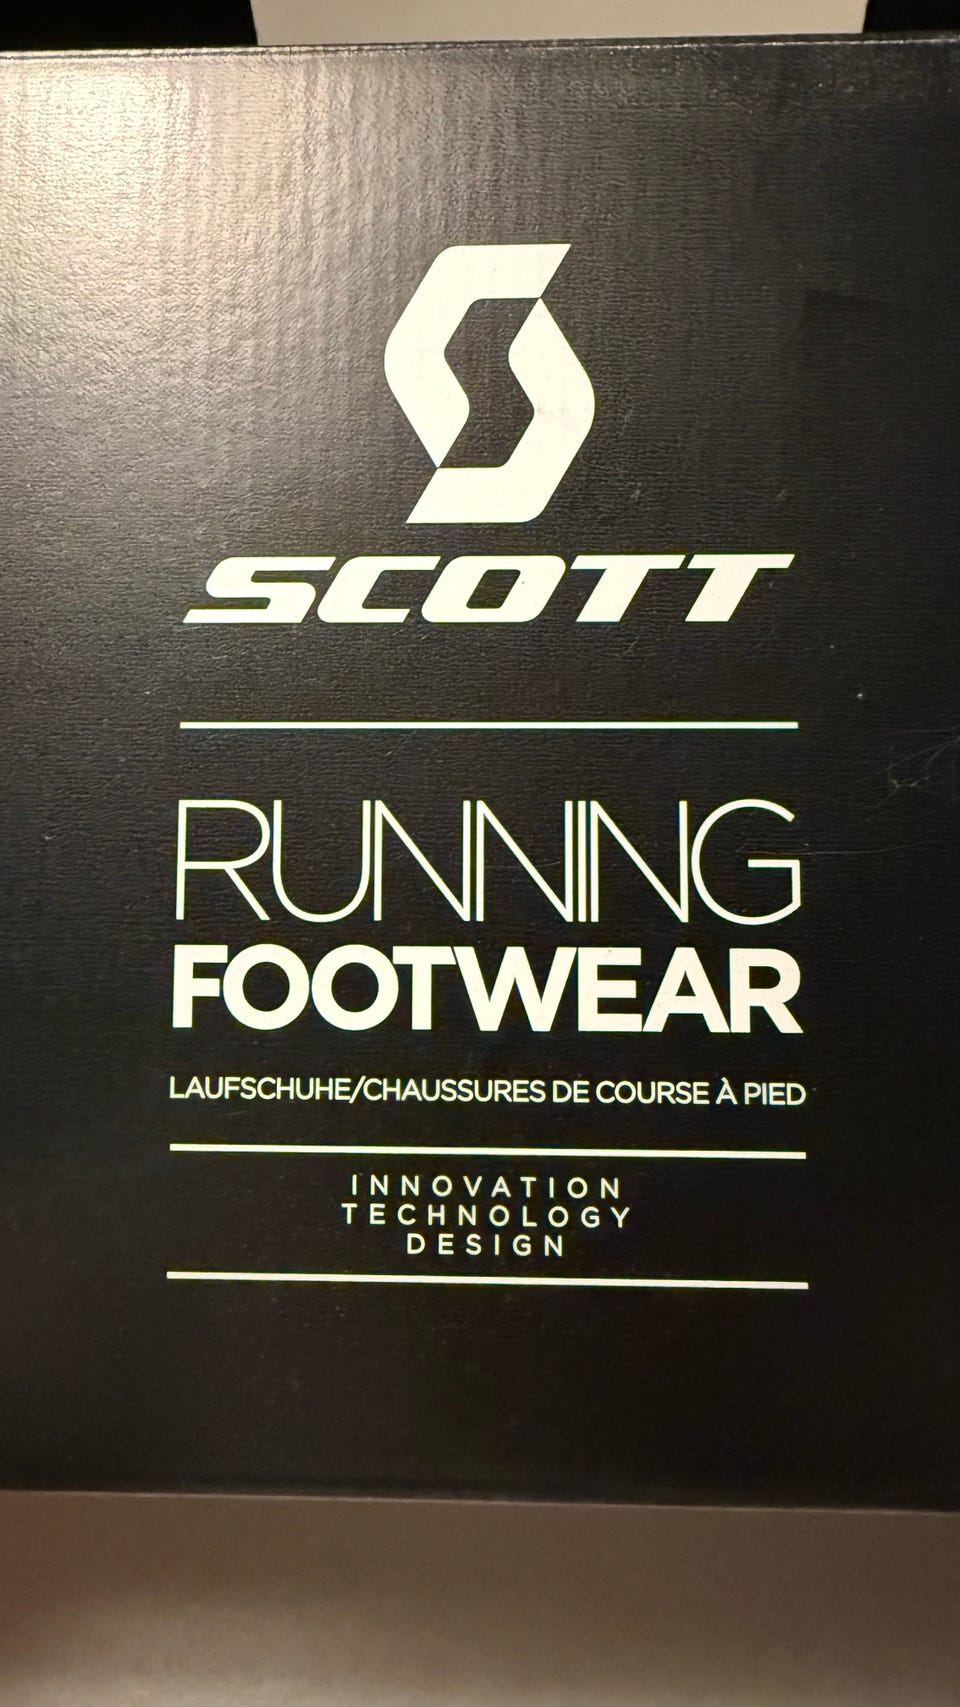 SCOTT
RUNNING
FOOTWEAR
LAUFSCHUHE/CHAUSSURES DE COURSE À PIED
INNOVATION
TECHNOLOGY
DESIGN